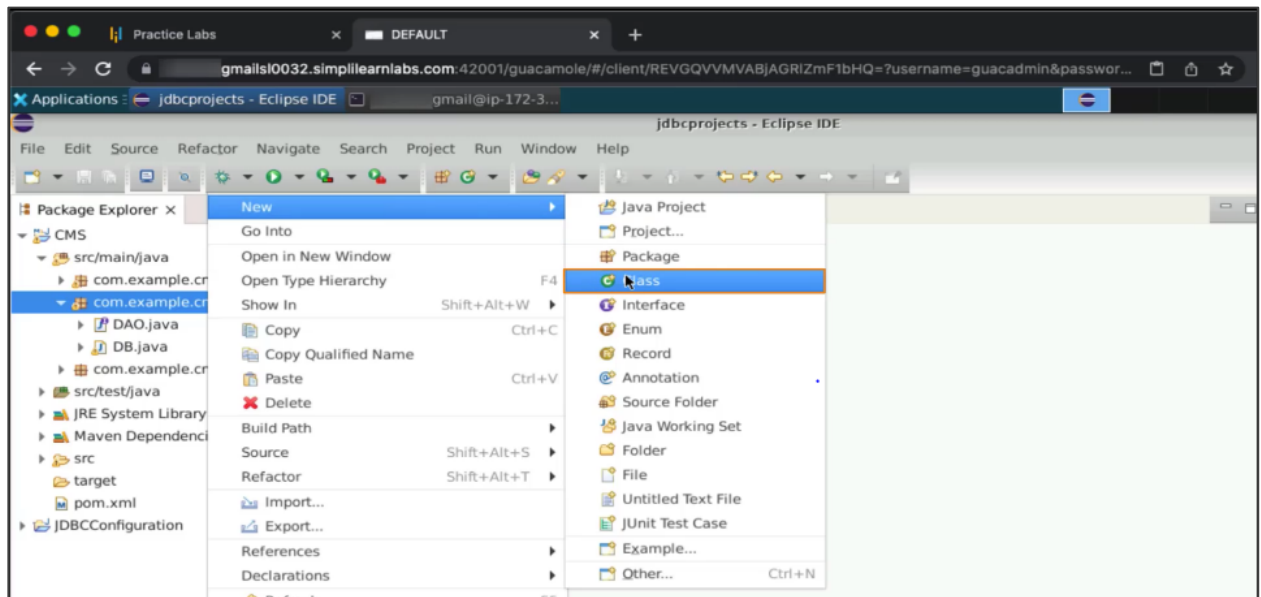 Practice Labs
DEFAULT
gmailsl0032.simplilearnlabs.com:42001/guacamole/#/client/REVGQVVMVABjAGRlZmF1bHQ=?username=guacadmin&passwor...
Applications
jdbcprojects - Eclipse IDE
gmail@ip-172-3...
jdbcprojects - Eclipse IDE
File Edit Source Refactor Navigate Search Project Run Window Help
Package Explorer
CMS
src/main/java
com.example.cr
com.example.cr
DAO.java
DB.java
com.example.cr
src/test/java
JRE System Library
Maven Dependenci
src
target
pom.xml
JDBCConfiguration
New
Go Into
Open in New Window
Open Type Hierarchy F4
Show In Shift+Alt+W
Copy Ctrl+C
Copy Qualified Name
Paste Ctrl+V
Delete
Build Path
Source Shift+Alt+S
Refactor Shift+Alt+T
Import...
Export...
References
Declarations
Java Project
Project...
Package
Class
Interface
Enum
Record
Annotation
Source Folder
Java Working Set
Folder
File
Untitled Text File
JUnit Test Case
Example...
Other... Ctrl+N